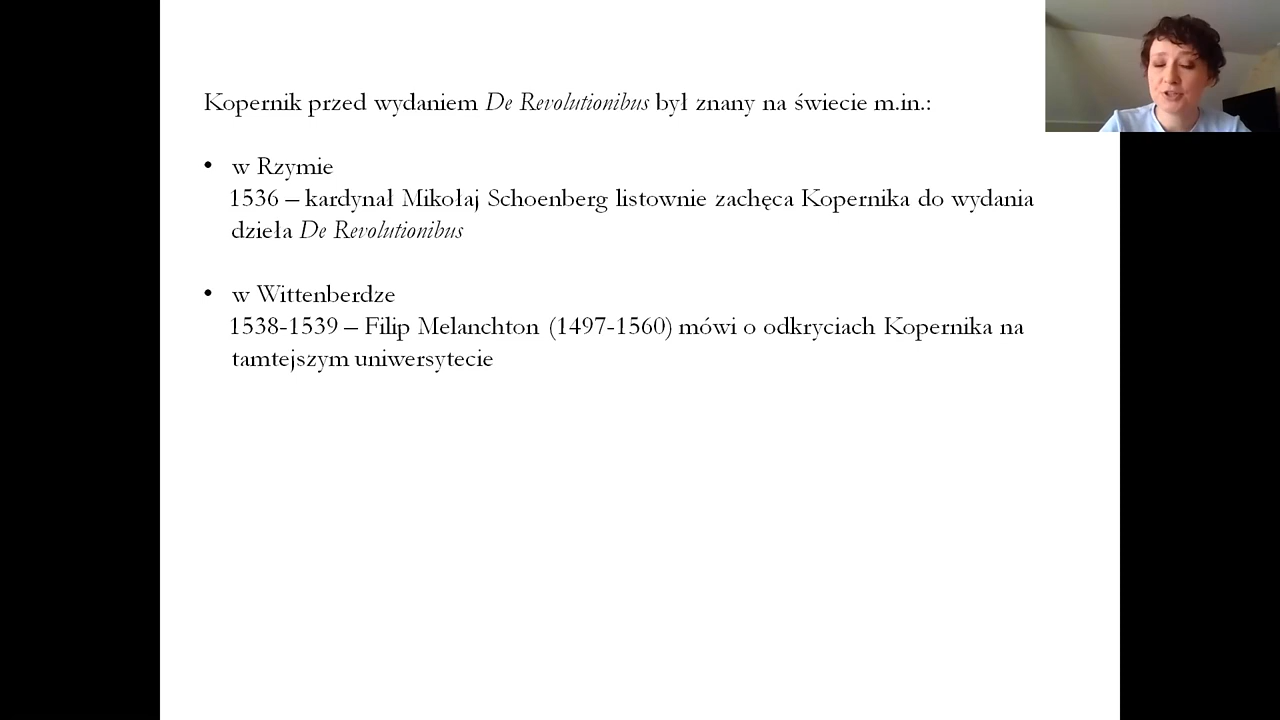 Kopernik przed wydaniem De Revolutionibus był znany na świecie m.in.:
• w Rzymie
1536 – kardynał Mikołaj Schoenberg listownie zachęca Kopernika do wydania
dzieła De Revolutionibus
• w Wittenberdze
1538-1539 – Filip Melanchton (1497-1560) mówi o odkryciach Kopernika na
tamtejszym uniwersytecie